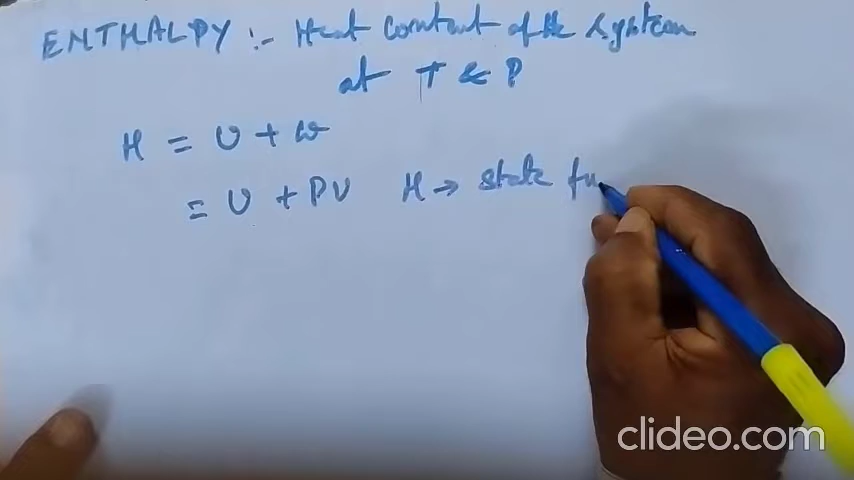 ENTHALPY :- Heat Content of the System
at T & P
H = U + W
= U + PV H → state fu
clideo.com